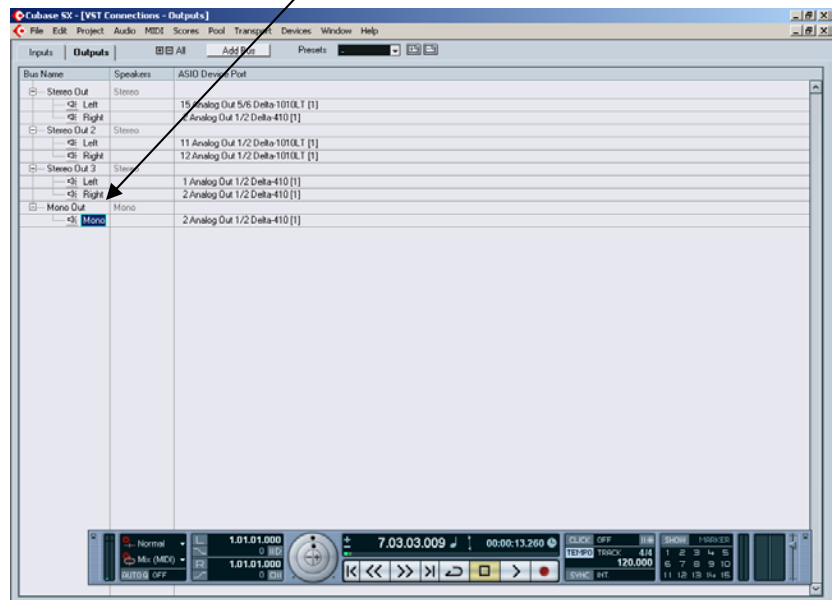 Cubase SX - [VST Connections - Outputs]
File Edit Project Audio MIDI Scores Pool Transport Devices Window Help
Inputs Outputs All Add Bus Presets -
Bus Name Speakers ASIO Device Port
Stereo Out Stereo
Left 15 Analog Out 5/6 Delta-1010LT [1]
Right 2 Analog Out 1/2 Delta-410 [1]
Stereo Out 2 Stereo
Left 11 Analog Out 1/2 Delta-1010LT [1]
Right 12 Analog Out 1/2 Delta-1010LT [1]
Stereo Out 3 Stereo
Left 1 Analog Out 1/2 Delta-410 [1]
Right 2 Analog Out 1/2 Delta-410 [1]
Mono Out Mono
Mono 2 Analog Out 1/2 Delta-410 [1]
Normal L 1.01.01.000 7.03.03.009 00:00:13.260 CLICK OFF SHOW MARKER
Mix (MIDI) 0 TEMPO TRACK 4/4 1 2 3 4 5
R 1.01.01.000 120.000 6 7 8 9 10
AUTO Q OFF 0 SYNC INT. 11 12 13 14 15